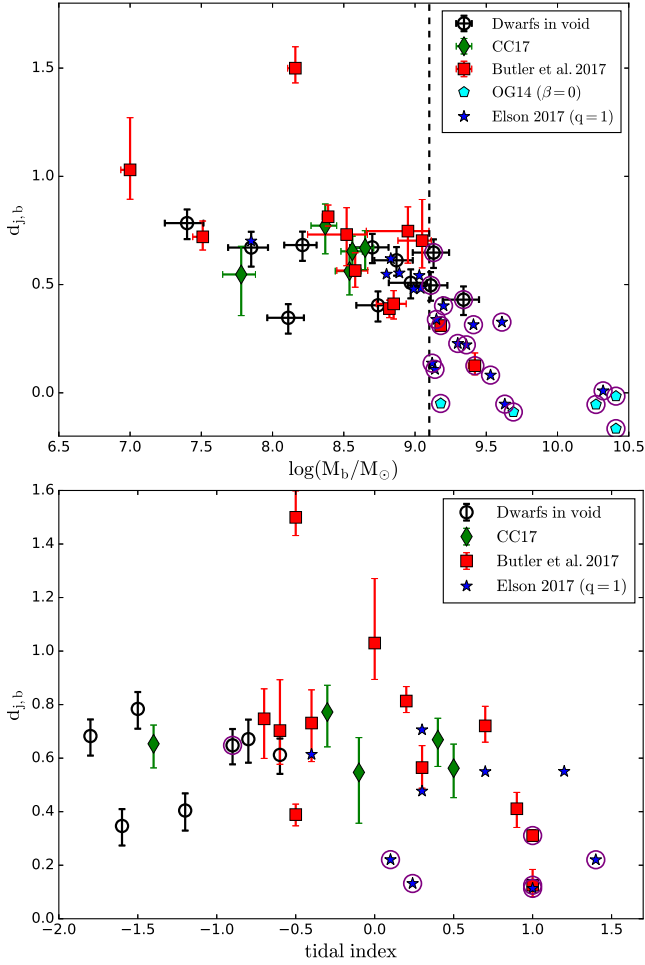 Dwarfs in void
CC17
Butler et al. 2017
OG14 (β = 0)
Elson 2017 (q = 1)
1.5
1.0
0.5
0.0
d_{j,b}
6.5 7.0 7.5 8.0 8.5 9.0 9.5 10.0 10.5
log(M_b/M_⊙)
Dwarfs in void
CC17
Butler et al. 2017
Elson 2017 (q = 1)
1.6
1.4
1.2
1.0
0.8
0.6
0.4
0.2
0.0
d_{j,b}
−2.0 −1.5 −1.0 −0.5 0.0 0.5 1.0 1.5
tidal index